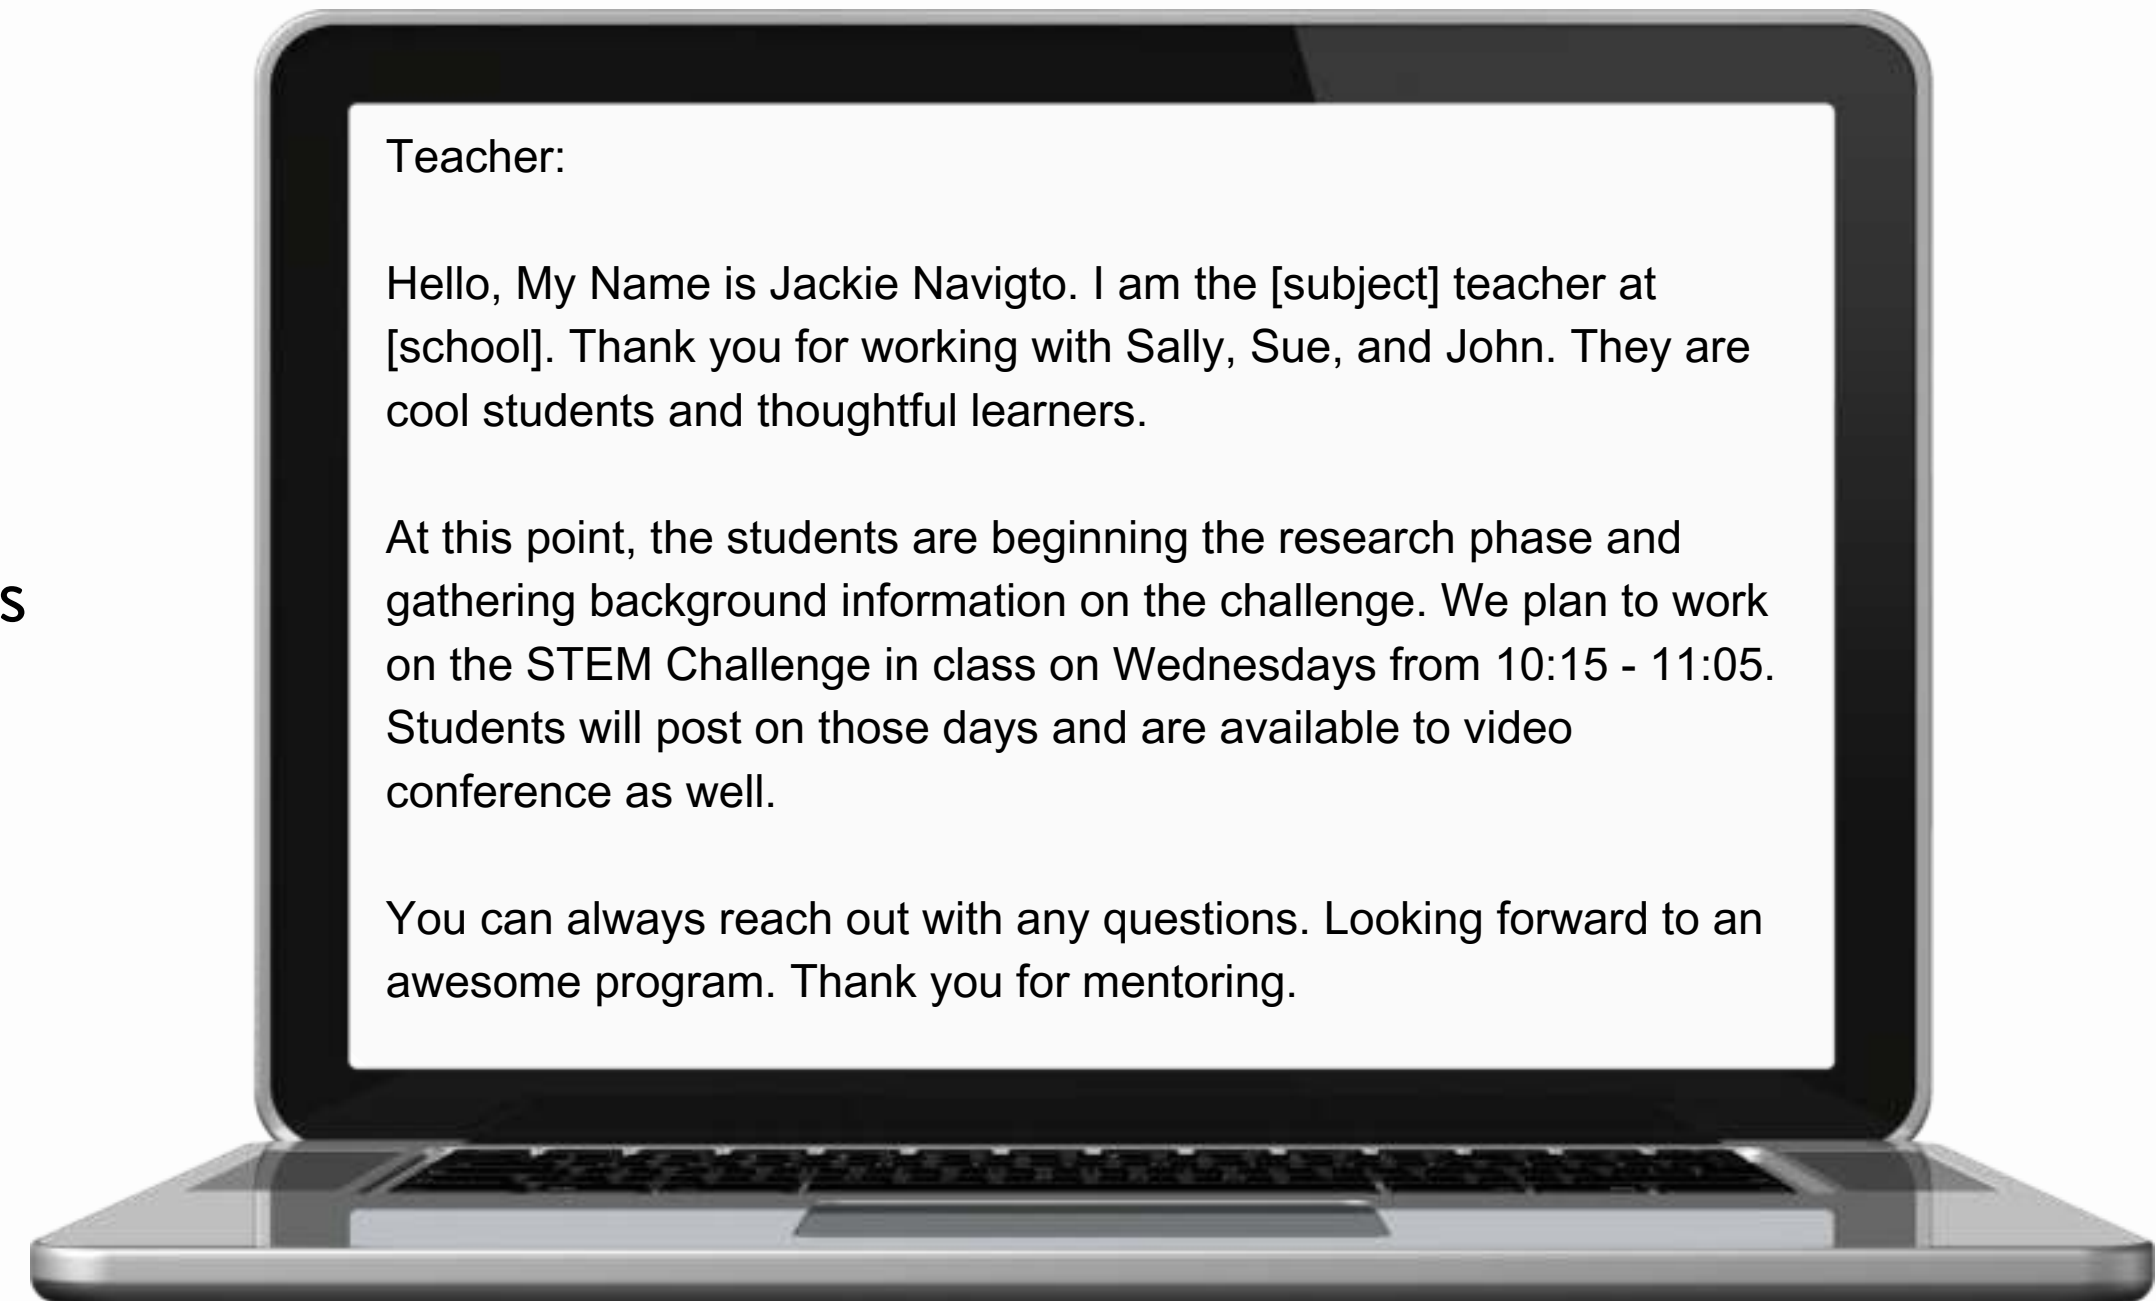 Teacher:
Hello, My Name is Jackie Navigto. I am the [subject] teacher at
[school]. Thank you for working with Sally, Sue, and John. They are
cool students and thoughtful learners.
At this point, the students are beginning the research phase and
gathering background information on the challenge. We plan to work
on the STEM Challenge in class on Wednesdays from 10:15 - 11:05.
Students will post on those days and are available to video
conference as well.
You can always reach out with any questions. Looking forward to an
awesome program. Thank you for mentoring.